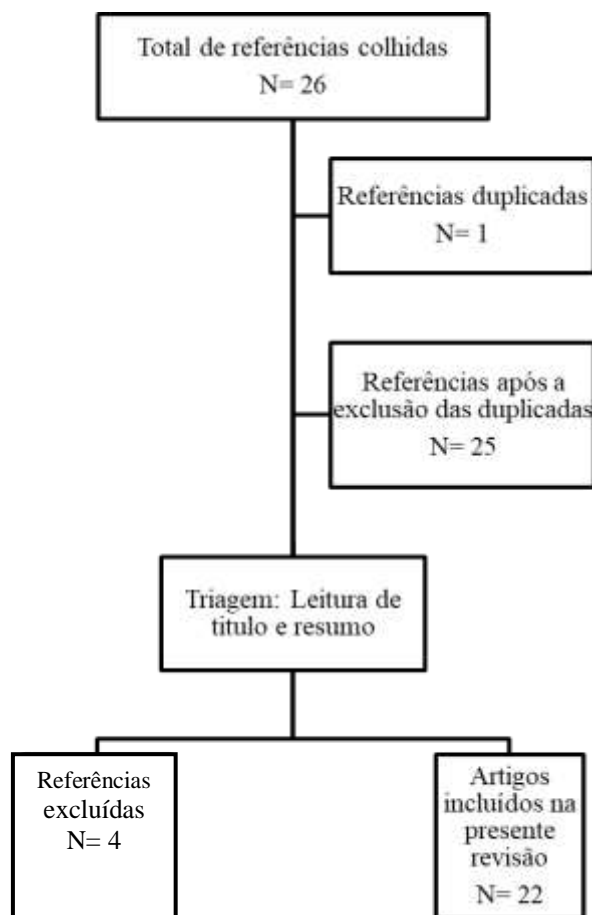 Total de referências colhidas
N= 26
Referências duplicadas
N= 1
Referências após a
exclusão das duplicadas
N= 25
Triagem: Leitura de
titulo e resumo
Referências
excluídas
N= 4
Artigos
incluídos na
presente
revisão
N= 22